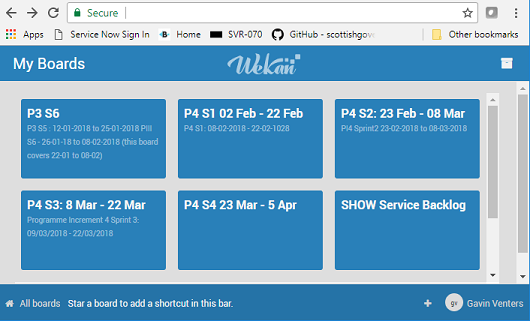 Secure
Apps
Service Now Sign In
Home
SVR-070
GitHub - scottishgov
Other bookmarks
My Boards
Wekan
P3 S6
P3 S5 : 12-01-2018 to 25-01-2018 PIII
S6 - 26-01-18 to 08-02-2018 (this board
covers 22-01 to 08-02)
P4 S1 02 Feb - 22 Feb
P4 S1: 08-02-2018 - 22-02-1028
P4 S2: 23 Feb - 08 Mar
PI4 Sprint2 23-02-2018 to 08-03-2018
P4 S3: 8 Mar - 22 Mar
Programme Increment 4 Sprint 3:
09/03/2018 - 22/03/2018
P4 S4 23 Mar - 5 Apr
SHOW Service Backlog
All boards
Star a board to add a shortcut in this bar.
gv
Gavin Venters